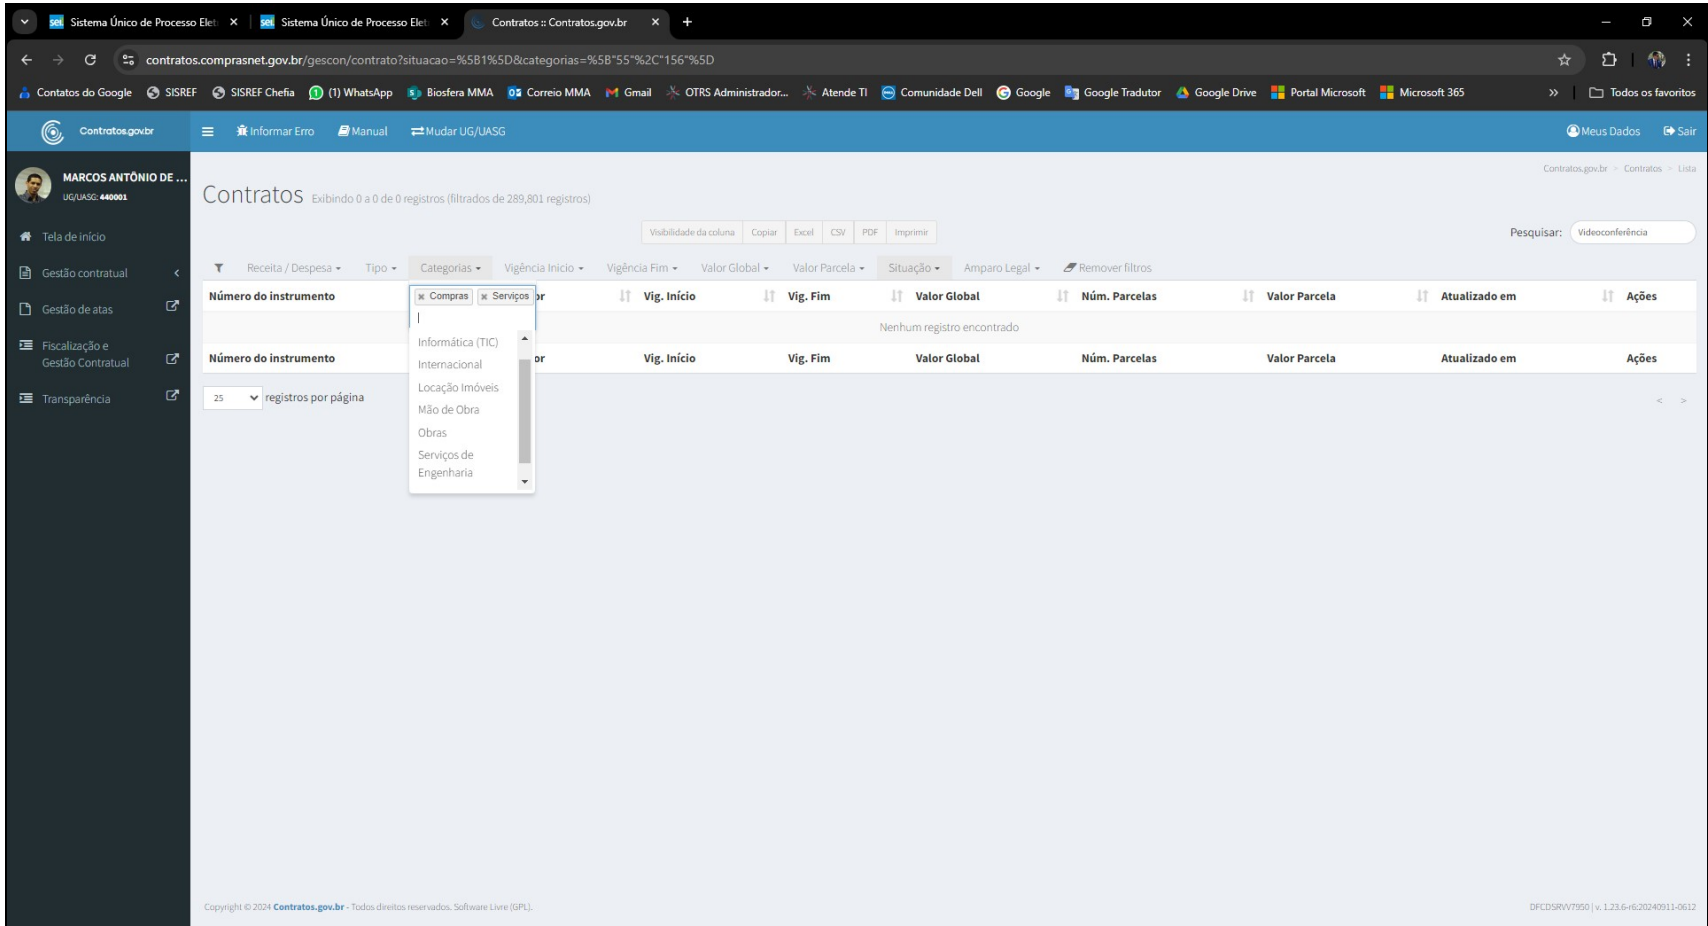 Sistema Único de Processo Elet
Sistema Único de Processo Elet
Contratos :: Contratos.gov.br
contratos.comprasnet.gov.br/gescon/contrato?situacao=%5B1%5D&categorias=%5B"55"%2C"156"%5D
Contatos do Google SISREF SISREF Chefia (1) WhatsApp Biosfera MMA Correio MMA Gmail OTRS Administrador... Atende TI Comunidade Dell Google Google Tradutor Google Drive Portal Microsoft Microsoft 365 » Todos os favoritos
Contratos.gov.br Informar Erro Manual Mudar UG/UASG Meus Dados Sair
MARCOS ANTÔNIO DE ...
UG/UASG: 440001
Tela de início
Gestão contratual
Gestão de atas
Fiscalização e
Gestão Contratual
Transparência
Contratos.gov.br > Contratos > Lista
Contratos Exibindo 0 a 0 de 0 registros (filtrados de 289,801 registros)
Visibilidade da coluna Copiar Excel CSV PDF Imprimir
Pesquisar: Videoconferência
Receita / Despesa Tipo Categorias Vigência Inicio Vigência Fim Valor Global Valor Parcela Situação Amparo Legal Remover filtros
Número do instrumento or Vig. Início Vig. Fim Valor Global Núm. Parcelas Valor Parcela Atualizado em Ações
× Compras × Serviços
Nenhum registro encontrado
Informática (TIC)
Internacional
Locação Imóveis
Mão de Obra
Obras
Serviços de
Engenharia
Número do instrumento or Vig. Início Vig. Fim Valor Global Núm. Parcelas Valor Parcela Atualizado em Ações
25 registros por página
< >
Copyright © 2024 Contratos.gov.br - Todos direitos reservados. Software Livre (GPL).
DFCDSRVV7950 | v. 1.23.6-r6:20240911-0612